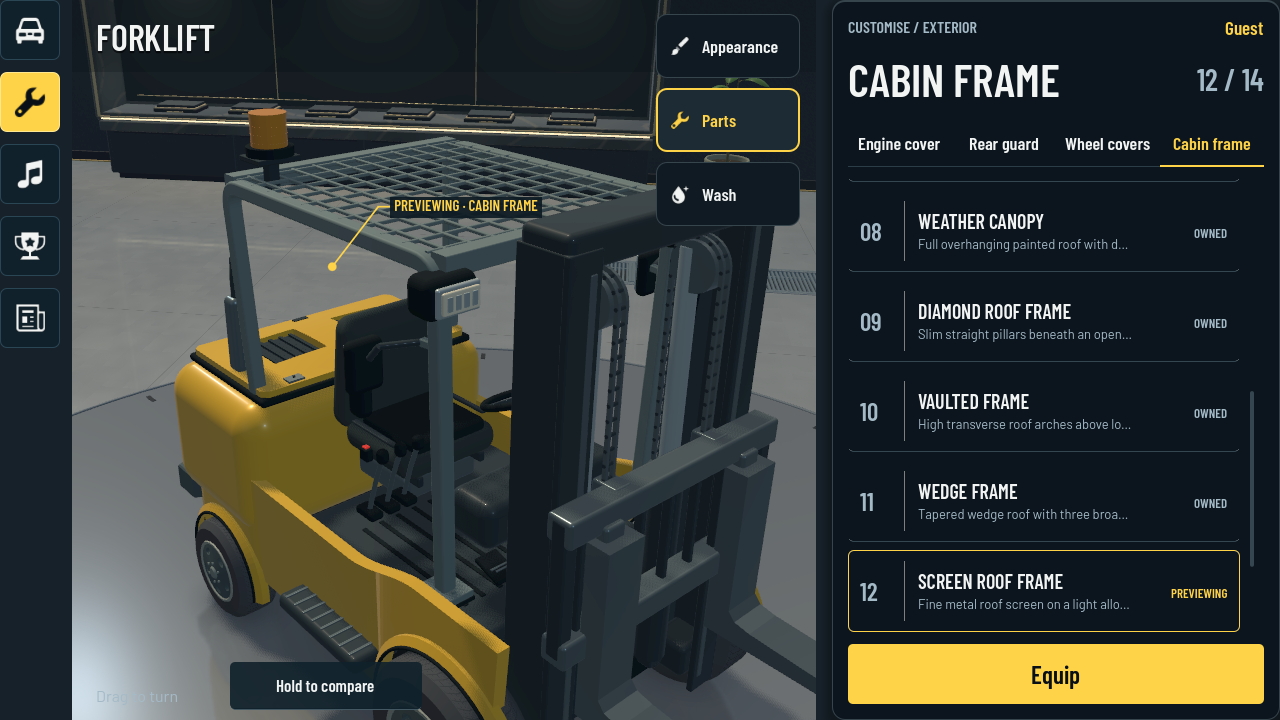 FORKLIFT
Appearance
Parts
Wash
PREVIEWING · CABIN FRAME
Drag to turn
Hold to compare
CUSTOMISE / EXTERIOR
Guest
CABIN FRAME
12 / 14
Engine cover
Rear guard
Wheel covers
Cabin frame
08
WEATHER CANOPY
Full overhanging painted roof with d...
OWNED
09
DIAMOND ROOF FRAME
Slim straight pillars beneath an open...
OWNED
10
VAULTED FRAME
High transverse roof arches above lo...
OWNED
11
WEDGE FRAME
Tapered wedge roof with three broa...
OWNED
12
SCREEN ROOF FRAME
Fine metal roof screen on a light allo...
PREVIEWING
Equip